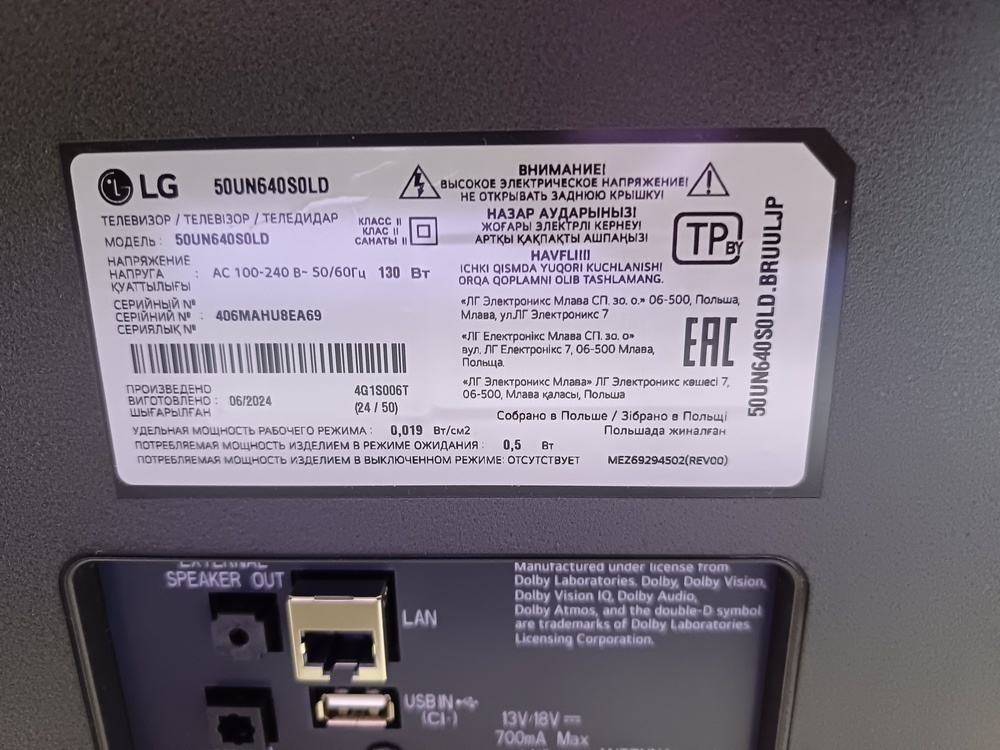 LG 50UN640S0LD
ТЕЛЕВИЗОР / ТЕЛЕВІЗОР / ТЕЛЕДИДАР
МОДЕЛЬ : 50UN640S0LD
КЛАСС II
КЛАС II
САНАТЫ II
НАПРЯЖЕНИЕ
НАПРУГА : AC 100-240 В~ 50/60Гц 130 Вт
ҚУАТТЫЛЫҒЫ
СЕРИЙНЫЙ №
СЕРІЙНИЙ № : 406MAHU8EA69
СЕРИЯЛЫҚ №
ПРОИЗВЕДЕНО
ВИГОТОВЛЕНО : 06/2024
ШЫҒАРЫЛҒАН
4G1S006T
(24 / 50)
УДЕЛЬНАЯ МОЩНОСТЬ РАБОЧЕГО РЕЖИМА : 0,019 Вт/см2
ПОТРЕБЛЯЕМАЯ МОЩНОСТЬ ИЗДЕЛИЕМ В РЕЖИМЕ ОЖИДАНИЯ : 0,5 Вт
ПОТРЕБЛЯЕМАЯ МОЩНОСТЬ ИЗДЕЛИЕМ В ВЫКЛЮЧЕННОМ РЕЖИМЕ: ОТСУТСТВУЕТ
ВНИМАНИЕ!
ВЫСОКОЕ ЭЛЕКТРИЧЕСКОЕ НАПРЯЖЕНИЕ!
НЕ ОТКРЫВАТЬ ЗАДНЮЮ КРЫШКУ!
НАЗАР АУДАРЫҢЫЗ!
ЖОҒАРЫ ЭЛЕКТРЛІ КЕРНЕУ!
АРТҚЫ ҚАҚПАҚТЫ АШПАҢЫЗ!
HAVFLI!!!
ICHKI QISMDA YUQORI KUCHLANISH!
ORQA QOPLAMNI OLIB TASHLAMANG.
«ЛГ Электроникс Млава СП. зо. о.» 06-500, Польша,
Млава, ул.ЛГ Электроникс 7
«ЛГ Електронікс Млава СП. зо. о»
вул. ЛГ Електронікс 7, 06-500 Млава,
Польща.
«ЛГ Электроникс Млава» ЛГ Электроникс көшесі 7,
06-500, Млава қаласы, Польша
Собрано в Польше / Зібрано в Польщі
Польшада жиналған
MEZ69294502(REV00)
TP BY
EAC
50UN640S0LD.BRUULJP
EXTERNAL
SPEAKER OUT
LAN
USB IN
(CI-)
Manufactured under license from
Dolby Laboratories. Dolby, Dolby Vision,
Dolby Vision IQ, Dolby Audio,
Dolby Atmos, and the double-D symbol
are trademarks of Dolby Laboratories
Licensing Corporation.
13V/18V
700mA Max